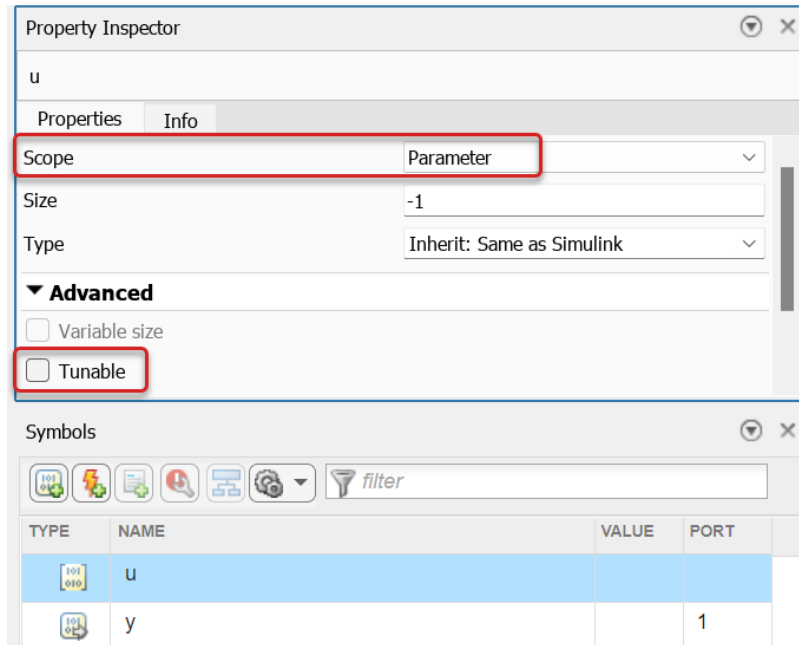 Property Inspector
u
Properties Info
Scope Parameter
Size -1
Type Inherit: Same as Simulink
Advanced
Variable size
Tunable
Symbols
filter
TYPE NAME VALUE PORT
u
y 1